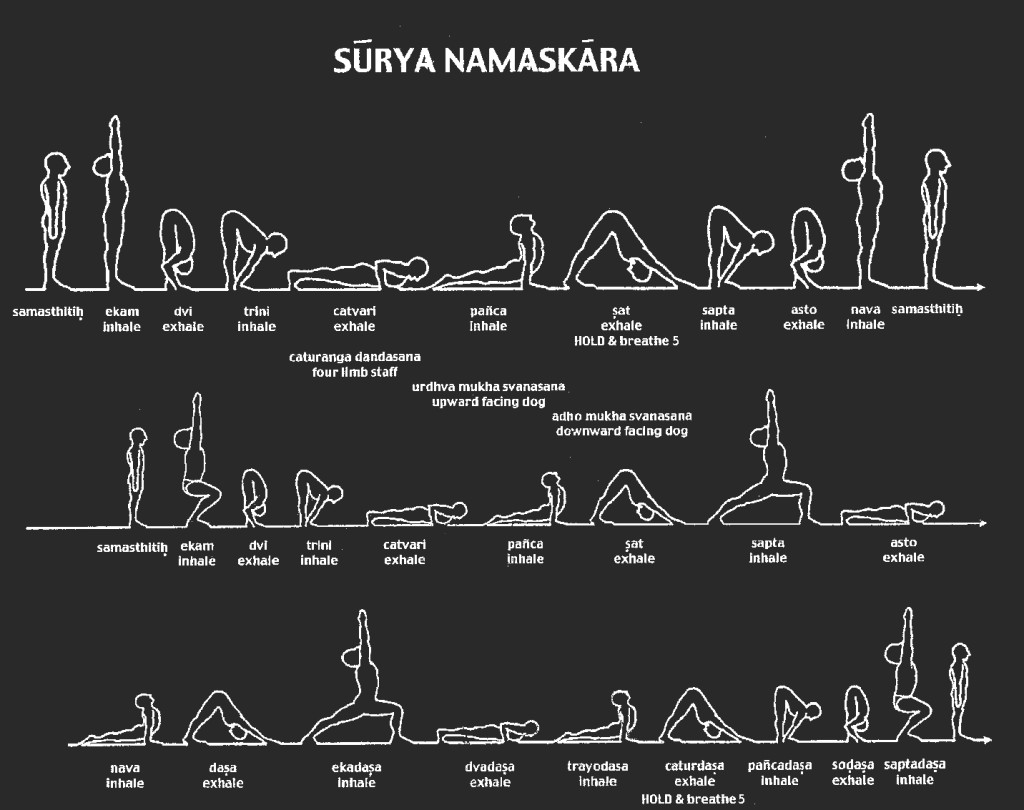 SŪRYA NAMASKĀRA
samasthitiḥ ekam dvi trini catvari pañca ṣat sapta asto nava samasthitiḥ
inhale exhale inhale exhale inhale exhale inhale exhale inhale
HOLD & breathe 5
caturanga dandasana
four limb staff
urdhva mukha svanasana
upward facing dog
adho mukha svanasana
downward facing dog
samasthitiḥ ekam dvi trini catvari pañca ṣat sapta asto
inhale exhale inhale exhale inhale exhale inhale exhale
nava daṣa ekadaṣa dvadaṣa trayodasa caturdaṣa pañcadaṣa soḍaṣa saptadaṣa
inhale exhale inhale exhale inhale exhale inhale exhale inhale
HOLD & breathe 5